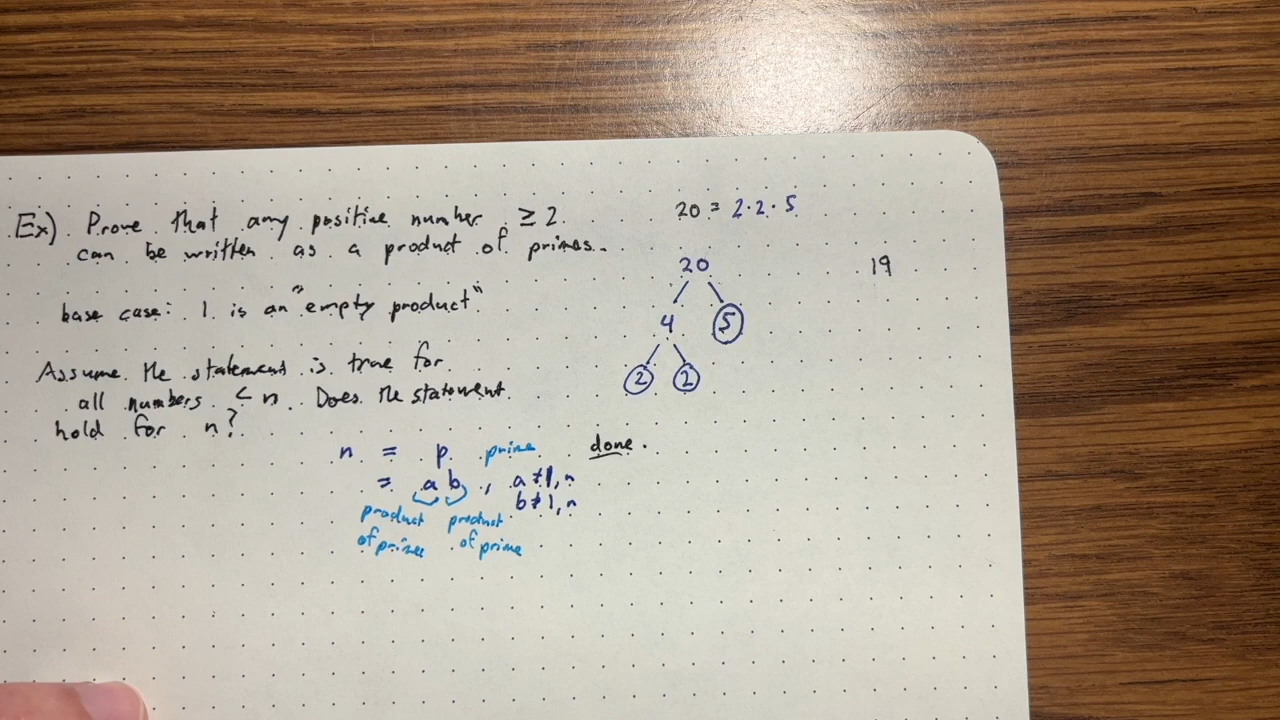 Ex) Prove that any positive number ≥ 2
can be written as a product of primes.
base case: 1 is an "empty product"
Assume the statement is true for
all numbers < n. Does the statement
hold for n?
n = p prime done.
= a b , a ≠ 1, n
b ≠ 1, n
product product
of primes of prime
20 = 2·2·5
20
4 5
2 2
19